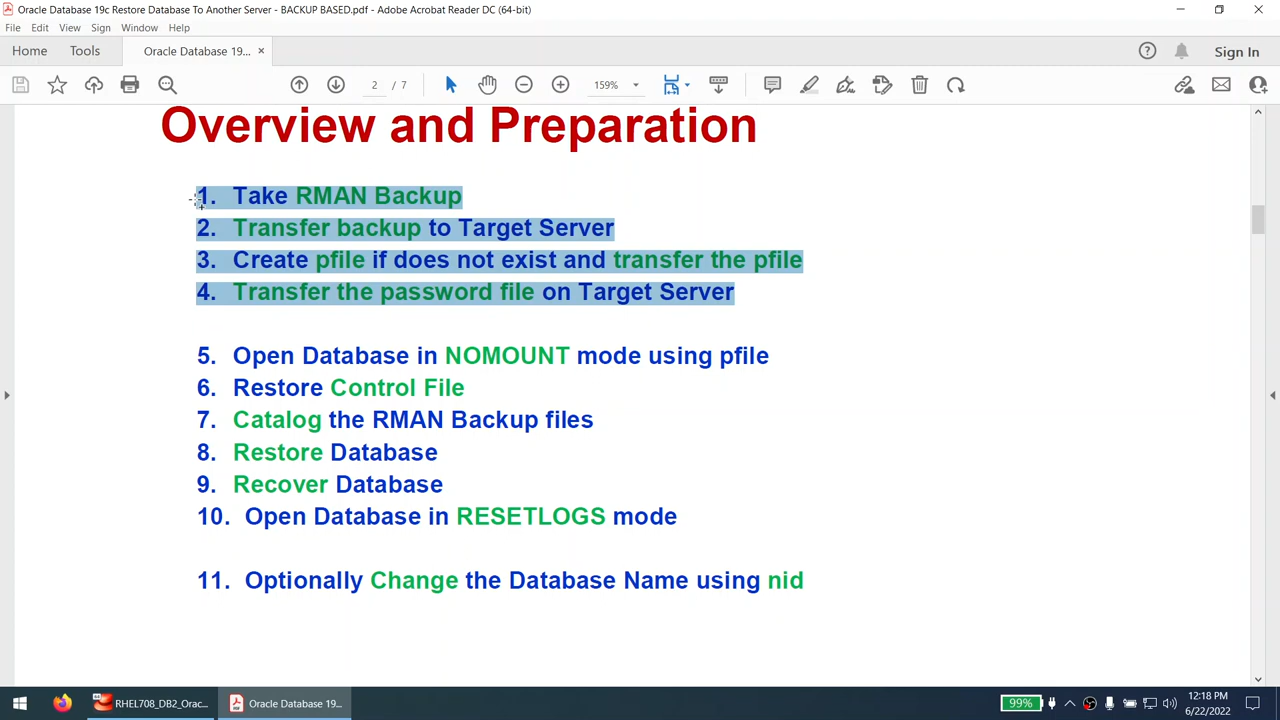 Oracle Database 19c Restore Database To Another Server - BACKUP BASED.pdf - Adobe Acrobat Reader DC (64-bit)
File Edit View Sign Window Help
Home Tools Oracle Database 19... × Sign In
2 / 7 159%
Overview and Preparation
1. Take RMAN Backup
2. Transfer backup to Target Server
3. Create pfile if does not exist and transfer the pfile
4. Transfer the password file on Target Server
5. Open Database in NOMOUNT mode using pfile
6. Restore Control File
7. Catalog the RMAN Backup files
8. Restore Database
9. Recover Database
10. Open Database in RESETLOGS mode
11. Optionally Change the Database Name using nid
RHEL708_DB2_Orac... Oracle Database 19... 99% 12:18 PM
6/22/2022